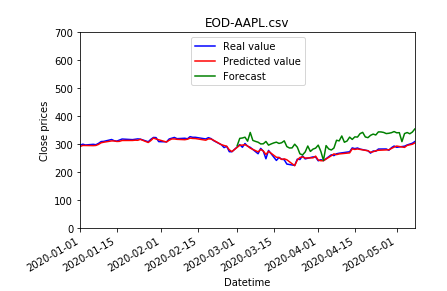 EOD-AAPL.csv
700
600
500
400
300
200
100
0
Close prices
Real value
Predicted value
Forecast
2020-01-01
2020-01-15
2020-02-01
2020-02-15
2020-03-01
2020-03-15
2020-04-01
2020-04-15
2020-05-01
Datetime